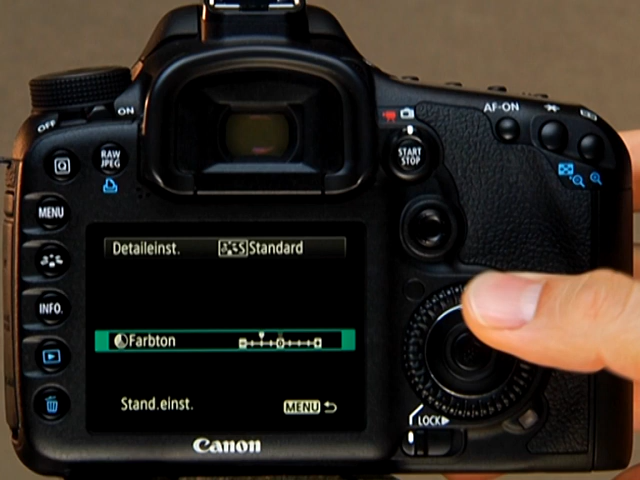 OFF
ON
Q
RAW
JPEG
START
STOP
AF-ON
MENU
INFO.
Detaileinst. S Standard
Farbton
Stand.einst. MENU
LOCK
Canon